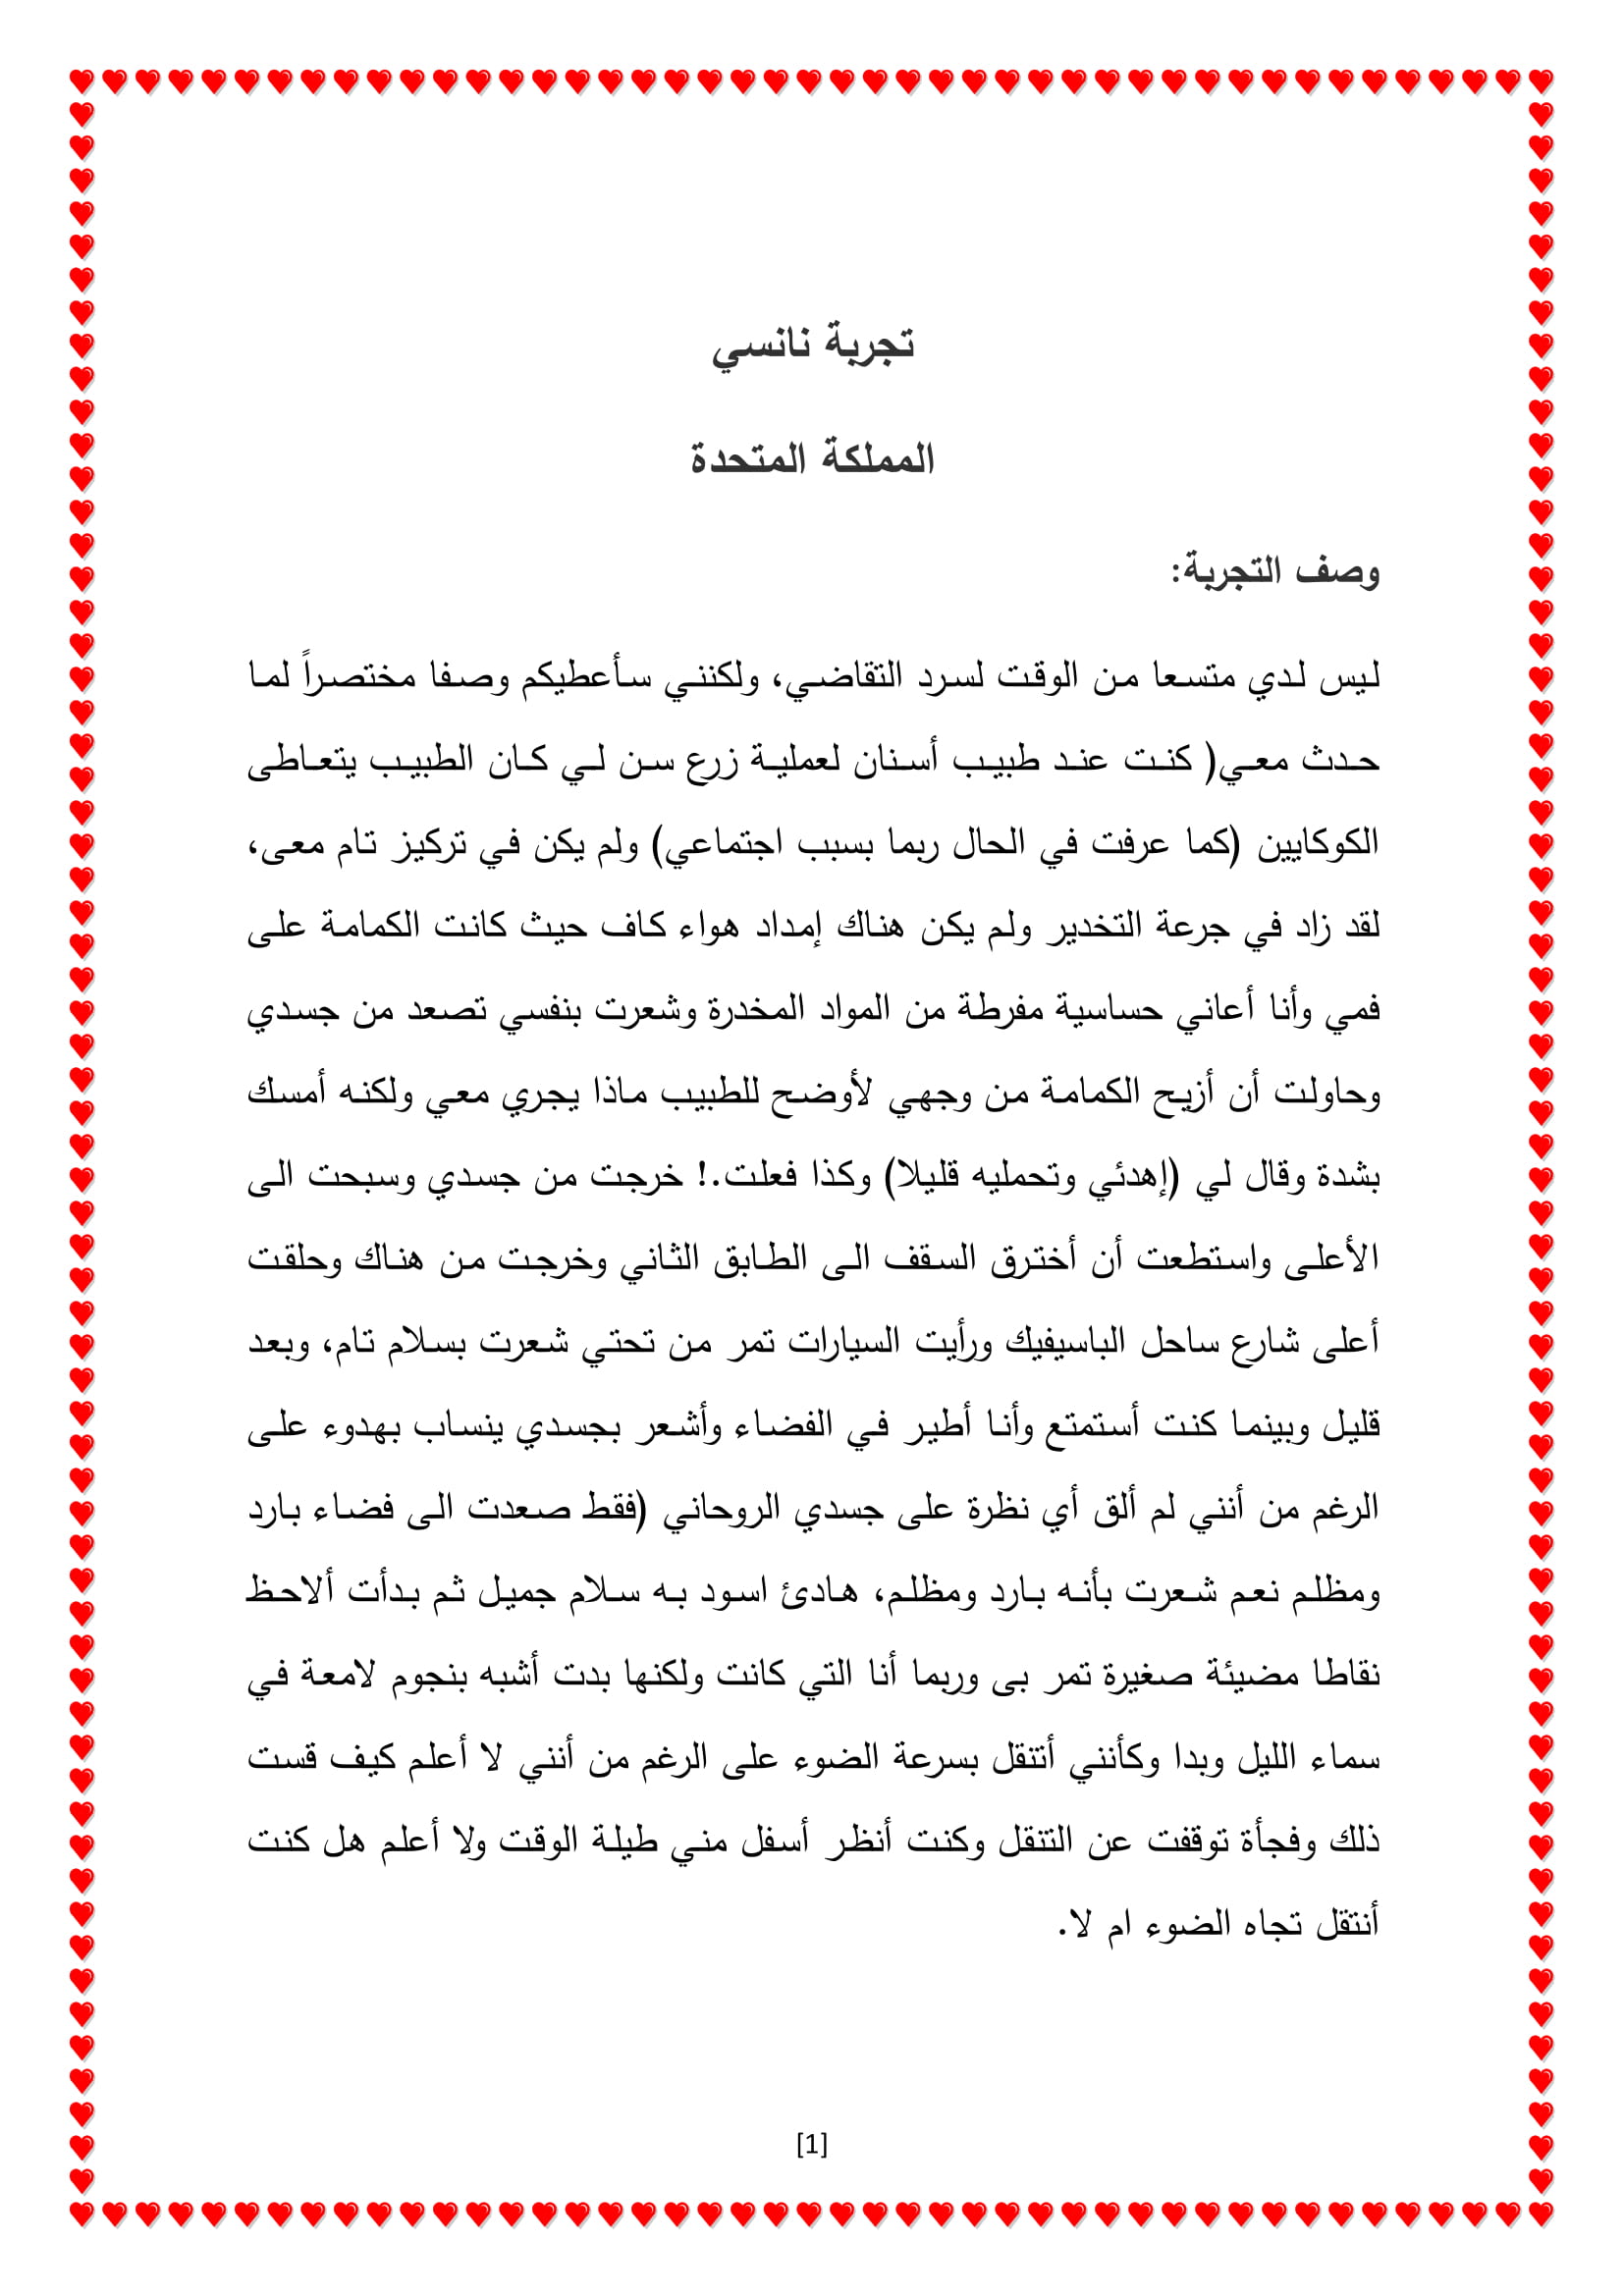 تجربة نانسي
المملكة المتحدة
وصف التجربة:
ليس لدي متسعا من الوقت لسرد التقاضي، ولكنني سأعطيكم وصفا مختصراً لما
حدث معي( كنت عند طبيب أسنان لعملية زرع سن لي كان الطبيب يتعاطى
الكوكايين (كما عرفت في الحال ربما بسبب اجتماعي) ولم يكن في تركيز تام معى،
لقد زاد في جرعة التخدير ولم يكن هناك إمداد هواء كاف حيث كانت الكمامة على
فمي وأنا أعاني حساسية مفرطة من المواد المخدرة وشعرت بنفسي تصعد من جسدي
وحاولت أن أزيح الكمامة من وجهي لأوضح للطبيب ماذا يجري معي ولكنه أمسك
بشدة وقال لي (إهدئي وتحمليه قليلا) وكذا فعلت.! خرجت من جسدي وسبحت الى
الأعلى واستطعت أن أخترق السقف الى الطابق الثاني وخرجت من هناك وحلقت
أعلى شارع ساحل الباسيفيك ورأيت السيارات تمر من تحتي شعرت بسلام تام، وبعد
قليل وبينما كنت أستمتع وأنا أطير في الفضاء وأشعر بجسدي ينساب بهدوء على
الرغم من أنني لم ألق أي نظرة على جسدي الروحاني (فقط صعدت الى فضاء بارد
ومظلم نعم شعرت بأنه بارد ومظلم، هادئ اسود به سلام جميل ثم بدأت ألاحظ
نقاطا مضيئة صغيرة تمر بى وربما أنا التي كانت ولكنها بدت أشبه بنجوم لامعة في
سماء الليل وبدا وكأنني أتنقل بسرعة الضوء على الرغم من أنني لا أعلم كيف قست
ذلك وفجأة توقفت عن التنقل وكنت أنظر أسفل مني طيلة الوقت ولا أعلم هل كنت
أنتقل تجاه الضوء ام لا.
[1]